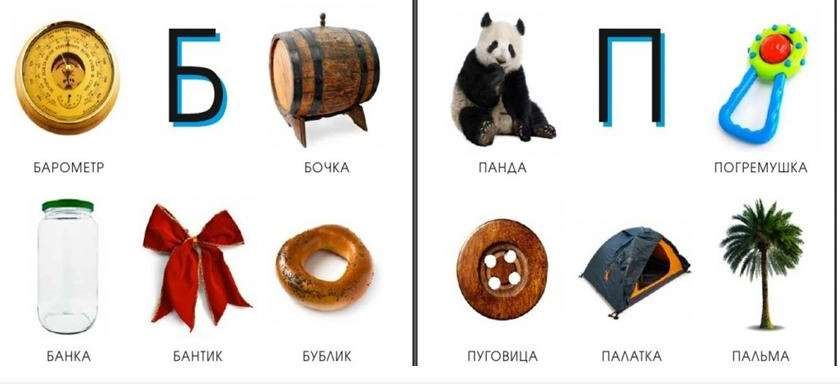 Б
БАРОМЕТР
БОЧКА
БАНКА
БАНТИК
БУБЛИК
П
ПАНДА
ПОГРЕМУШКА
ПУГОВИЦА
ПАЛАТКА
ПАЛЬМА